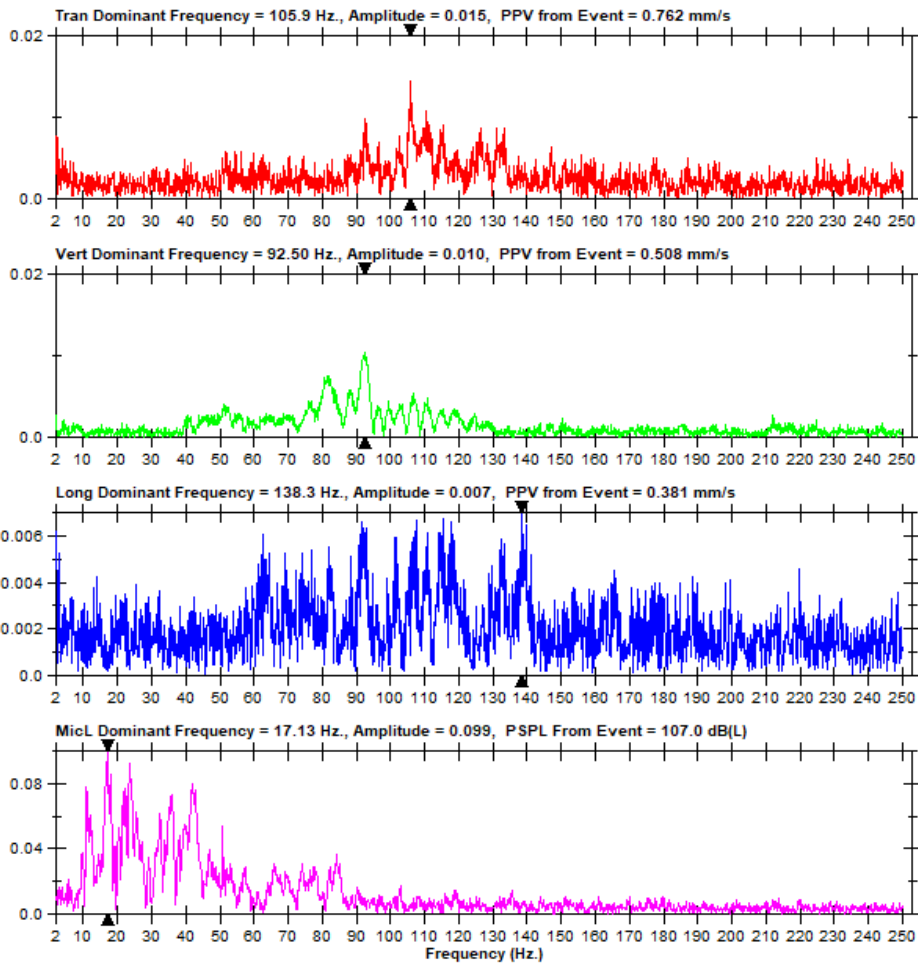 Tran Dominant Frequency = 105.9 Hz., Amplitude = 0.015, PPV from Event = 0.762 mm/s
0.02
0.0
2 10 20 30 40 50 60 70 80 90 100 110 120 130 140 150 160 170 180 190 200 210 220 230 240 250
Vert Dominant Frequency = 92.50 Hz., Amplitude = 0.010, PPV from Event = 0.508 mm/s
0.02
0.0
2 10 20 30 40 50 60 70 80 90 100 110 120 130 140 150 160 170 180 190 200 210 220 230 240 250
Long Dominant Frequency = 138.3 Hz., Amplitude = 0.007, PPV from Event = 0.381 mm/s
0.006
0.004
0.002
0.0
2 10 20 30 40 50 60 70 80 90 100 110 120 130 140 150 160 170 180 190 200 210 220 230 240 250
MicL Dominant Frequency = 17.13 Hz., Amplitude = 0.099, PSPL From Event = 107.0 dB(L)
0.08
0.04
0.0
2 10 20 30 40 50 60 70 80 90 100 110 120 130 140 150 160 170 180 190 200 210 220 230 240 250
Frequency (Hz.)